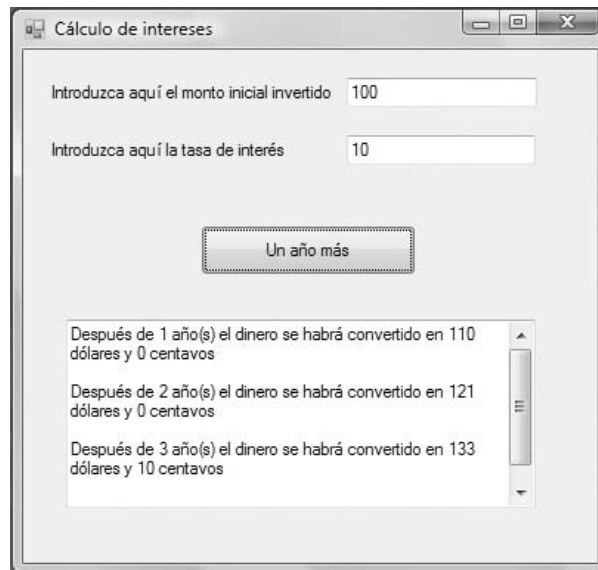 Cálculo de intereses
Introduzca aquí el monto inicial invertido 100
Introduzca aquí la tasa de interés 10
Un año más
Después de 1 año(s) el dinero se habrá convertido en 110
dólares y 0 centavos
Después de 2 año(s) el dinero se habrá convertido en 121
dólares y 0 centavos
Después de 3 año(s) el dinero se habrá convertido en 133
dólares y 10 centavos